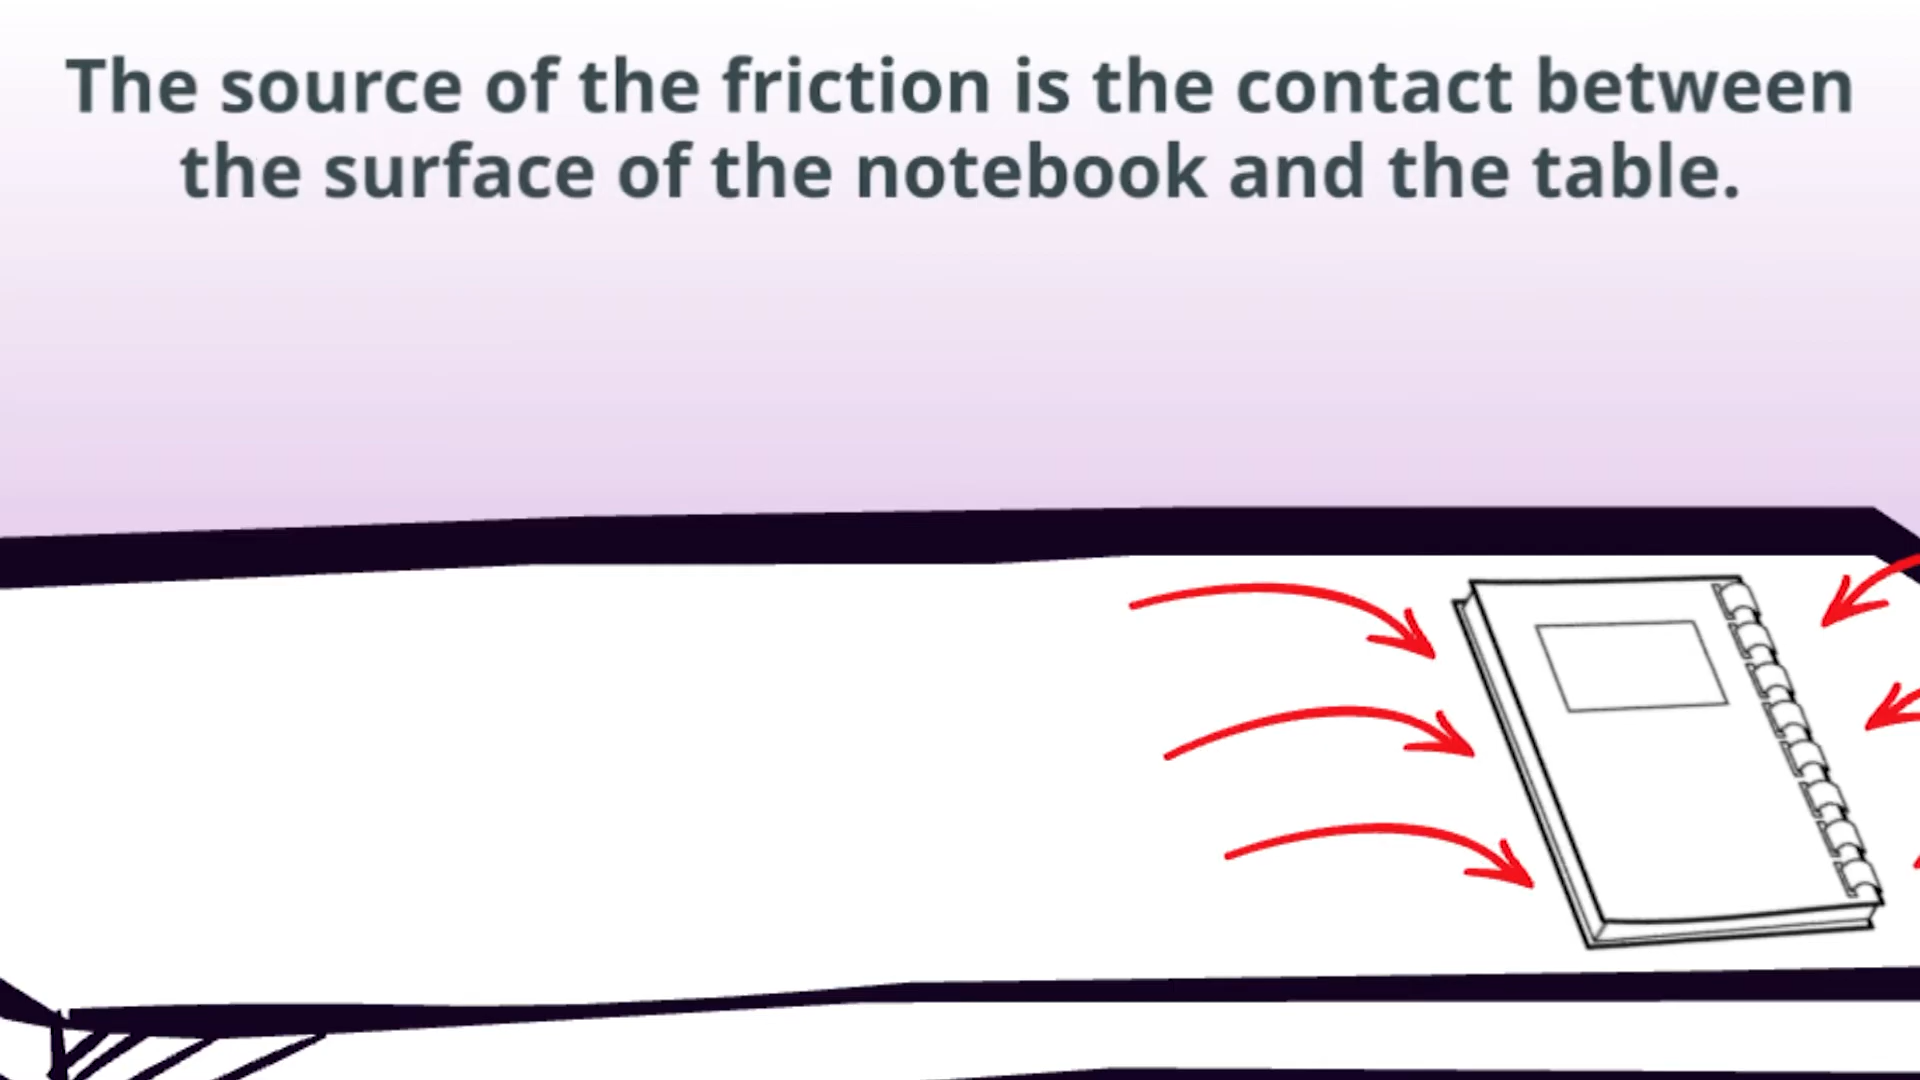 The source of the friction is the contact between
the surface of the notebook and the table.